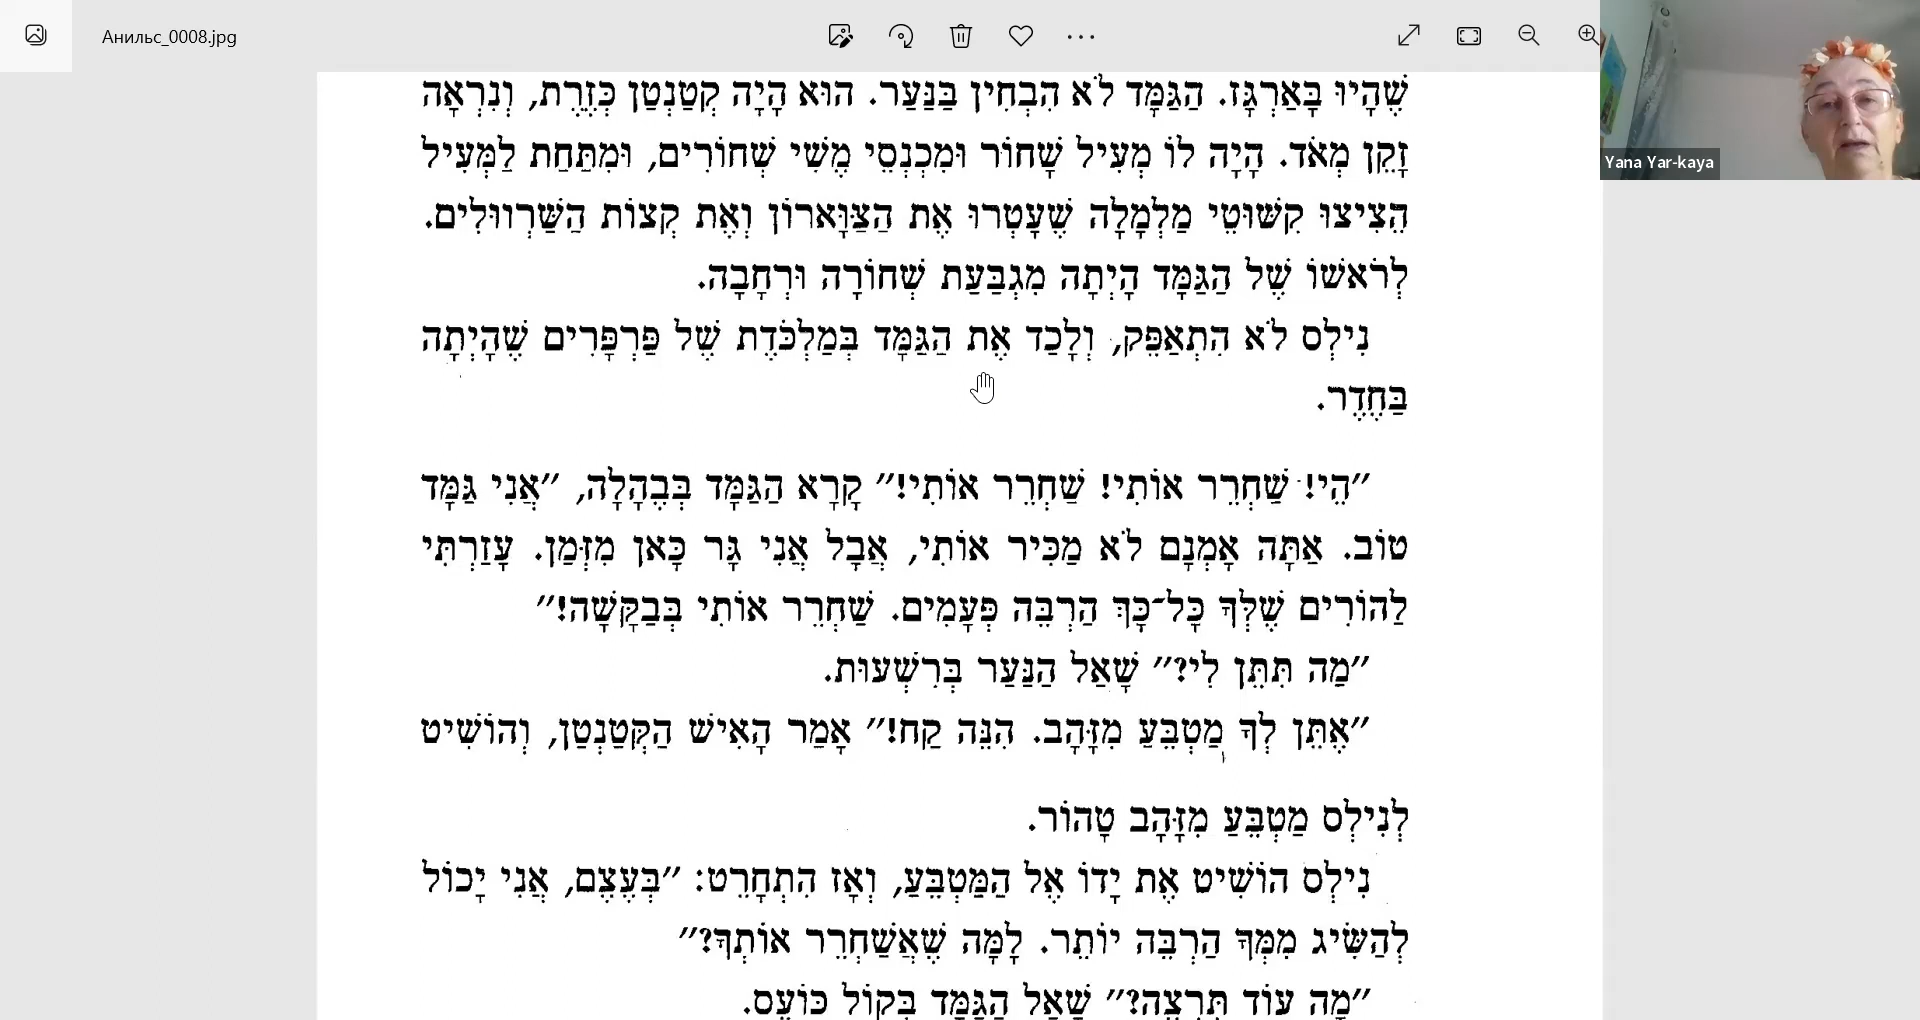 Анильс_0008.jpg
Yana Yar-kaya
שֶׁהָיוּ בָּאַרְגָּז. הַגַּמָּד לֹא הִבְחִין בַּנַּעַר. הוּא הָיָה קְטַנְטַן כְּזֶרֶת, וְנִרְאָה
זָקֵן מְאֹד. הָיָה לוֹ מְעִיל שָׁחוֹר וּמִכְנְסֵי מֶשִׁי שְׁחוֹרִים, וּמִתַּחַת לַמְּעִיל
הֵצִיצוּ קִשּׁוּטֵי מַלְמָלָה שֶׁעָטְרוּ אֶת הַצַּוָּארוֹן וְאֶת קְצוֹת הַשַּׁרְווּלִים.
לְרֹאשׁוֹ שֶׁל הַגַּמָּד הָיְתָה מִגְבַּעַת שְׁחוֹרָה וּרְחָבָה.
נִילְס לֹא הִתְאַפֵּק, וְלָכַד אֶת הַגַּמָּד בְּמַלְכֹּדֶת שֶׁל פַּרְפָּרִים שֶׁהָיְתָה
בַּחֶדֶר.
"הֵי! שַׁחְרֵר אוֹתִי! שַׁחְרֵר אוֹתִי!" קָרָא הַגַּמָּד בְּבֶהָלָה, "אֲנִי גַּמָּד
טוֹב. אַתָּה אָמְנָם לֹא מַכִּיר אוֹתִי, אֲבָל אֲנִי גָּר כָּאן מִזְּמַן. עָזַרְתִּי
לַהוֹרִים שֶׁלְּךָ כָּל־כָּךְ הַרְבֵּה פְּעָמִים. שַׁחְרֵר אוֹתִי בְּבַקָּשָׁה!"
"מַה תִּתֵּן לִי?" שָׁאַל הַנַּעַר בְּרִשְׁעוּת.
"אֶתֵּן לְךָ מַטְבֵּעַ מִזָּהָב. הִנֵּה קַח!" אָמַר הָאִישׁ הַקְּטַנְטַן, וְהוֹשִׁיט
לְנִילְס מַטְבֵּעַ מִזָּהָב טָהוֹר.
נִילְס הוֹשִׁיט אֶת יָדוֹ אֶל הַמַּטְבֵּעַ, וְאָז הִתְחָרֵט: "בְּעֶצֶם, אֲנִי יָכוֹל
לְהַשִּׂיג מִמְּךָ הַרְבֵּה יוֹתֵר. לָמָּה שֶׁאֲשַׁחְרֵר אוֹתְךָ?"
"מָה עוֹד תִּרְצֶה?" שָׁאַל הַגַּמָּד בְּקוֹל כּוֹעֵס.